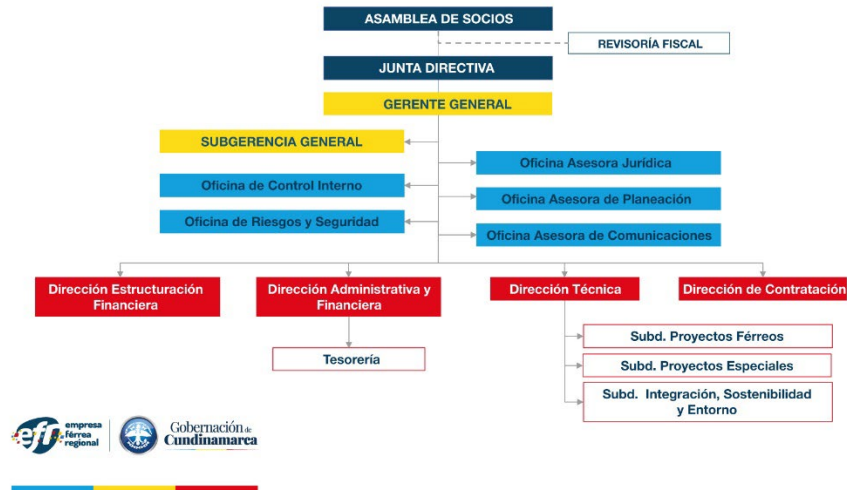 ASAMBLEA DE SOCIOS
REVISORÍA FISCAL
JUNTA DIRECTIVA
GERENTE GENERAL
SUBGERENCIA GENERAL
Oficina Asesora Jurídica
Oficina de Control Interno
Oficina Asesora de Planeación
Oficina de Riesgos y Seguridad
Oficina Asesora de Comunicaciones
Dirección Estructuración
Financiera
Dirección Administrativa y
Financiera
Dirección Técnica
Dirección de Contratación
Tesorería
Subd. Proyectos Férreos
Subd. Proyectos Especiales
Subd. Integración, Sostenibilidad
y Entorno
efr
empresa
férrea
regional
Gobernación de
Cundinamarca